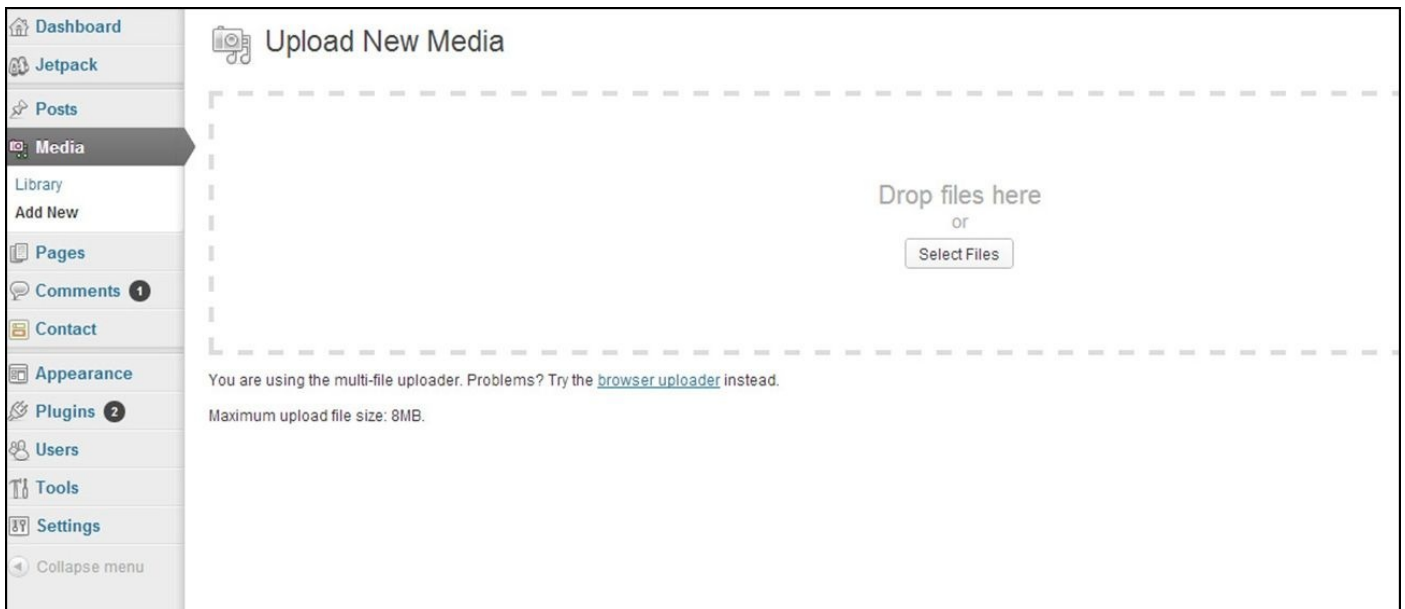 Dashboard
Jetpack
Posts
Media
Library
Add New
Pages
Comments 1
Contact
Appearance
Plugins 2
Users
Tools
Settings
Collapse menu
Upload New Media
Drop files here
or
Select Files
You are using the multi-file uploader. Problems? Try the browser uploader instead.
Maximum upload file size: 8MB.